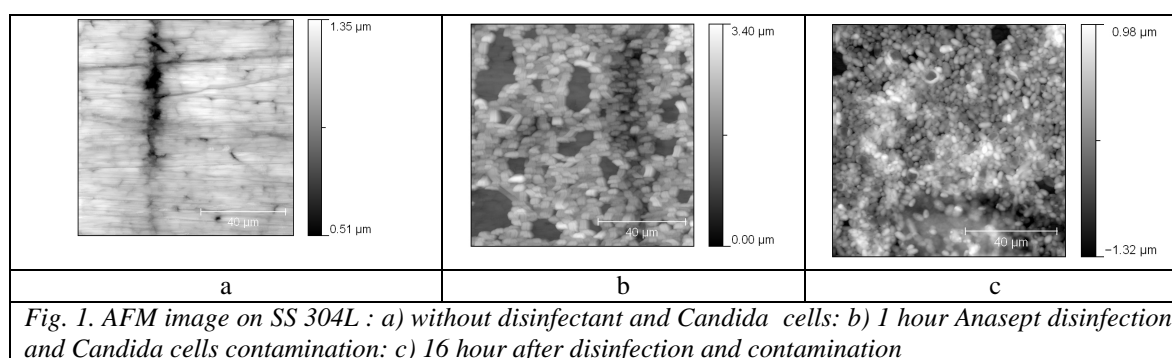 1.35 µm
40 µm
0.51 µm
3.40 µm
40 µm
0.00 µm
0.98 µm
40 µm
−1.32 µm
a
b
c
Fig. 1. AFM image on SS 304L : a) without disinfectant and Candida cells: b) 1 hour Anasept disinfection
and Candida cells contamination: c) 16 hour after disinfection and contamination